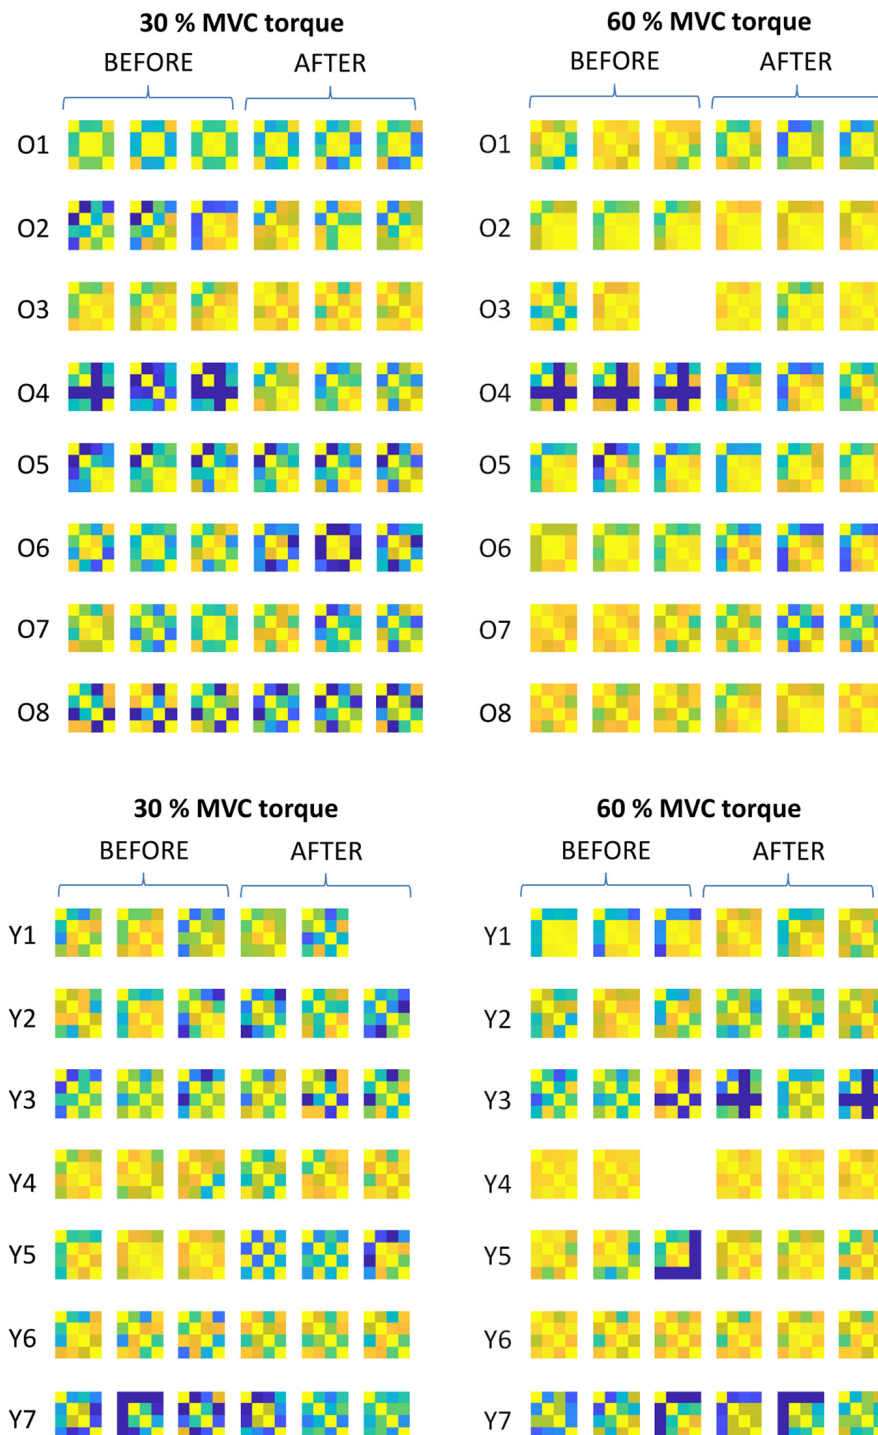 30 % MVC torque 60 % MVC torque
BEFORE AFTER BEFORE AFTER
O1 O1
O2 O2
O3 O3
O4 O4
O5 O5
O6 O6
O7 O7
O8 O8
30 % MVC torque 60 % MVC torque
BEFORE AFTER BEFORE AFTER
Y1 Y1
Y2 Y2
Y3 Y3
Y4 Y4
Y5 Y5
Y6 Y6
Y7 Y7